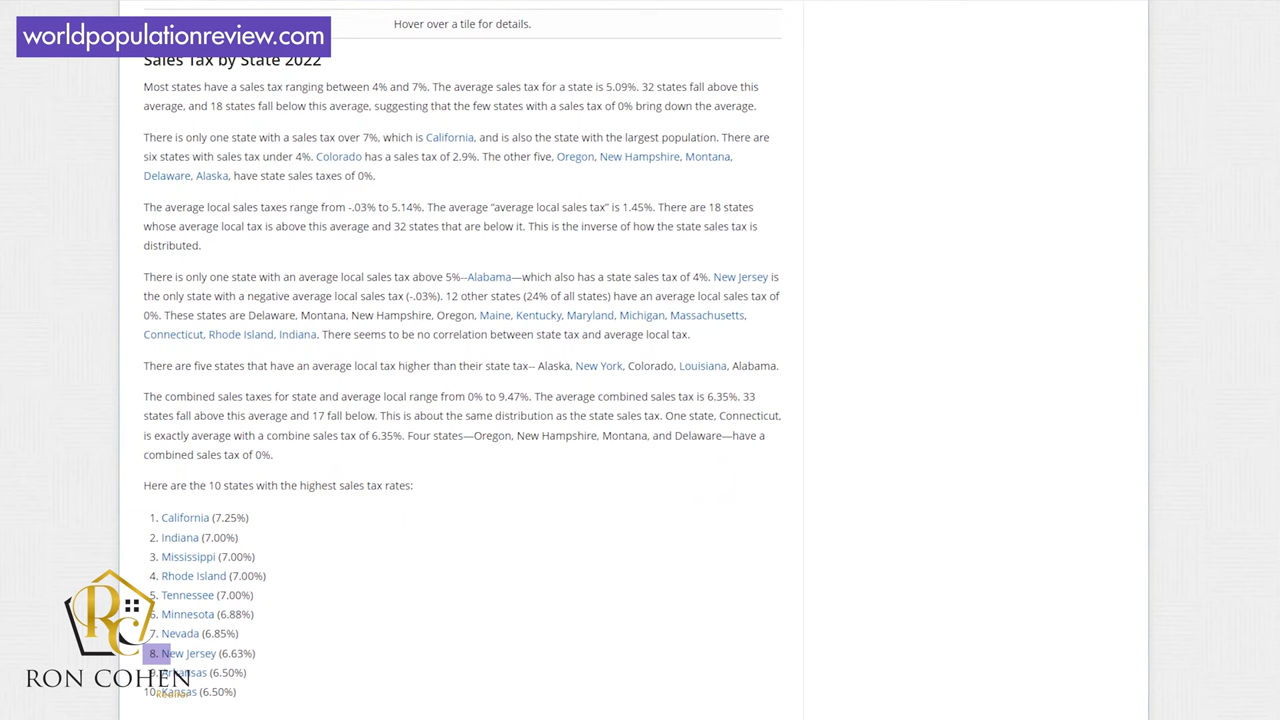 Hover over a tile for details.
worldpopulationreview.com
Sales Tax by State 2022
Most states have a sales tax ranging between 4% and 7%. The average sales tax for a state is 5.09%. 32 states fall above this
average, and 18 states fall below this average, suggesting that the few states with a sales tax of 0% bring down the average.
There is only one state with a sales tax over 7%, which is California, and is also the state with the largest population. There are
six states with sales tax under 4%. Colorado has a sales tax of 2.9%. The other five, Oregon, New Hampshire, Montana,
Delaware, Alaska, have state sales taxes of 0%.
The average local sales taxes range from -.03% to 5.14%. The average “average local sales tax” is 1.45%. There are 18 states
whose average local tax is above this average and 32 states that are below it. This is the inverse of how the state sales tax is
distributed.
There is only one state with an average local sales tax above 5%--Alabama—which also has a state sales tax of 4%. New Jersey is
the only state with a negative average local sales tax (-.03%). 12 other states (24% of all states) have an average local sales tax of
0%. These states are Delaware, Montana, New Hampshire, Oregon, Maine, Kentucky, Maryland, Michigan, Massachusetts,
Connecticut, Rhode Island, Indiana. There seems to be no correlation between state tax and average local tax.
There are five states that have an average local tax higher than their state tax-- Alaska, New York, Colorado, Louisiana, Alabama.
The combined sales taxes for state and average local range from 0% to 9.47%. The average combined sales tax is 6.35%. 33
states fall above this average and 17 fall below. This is about the same distribution as the state sales tax. One state, Connecticut,
is exactly average with a combine sales tax of 6.35%. Four states—Oregon, New Hampshire, Montana, and Delaware—have a
combined sales tax of 0%.
Here are the 10 states with the highest sales tax rates:
1. California (7.25%)
2. Indiana (7.00%)
3. Mississippi (7.00%)
4. Rhode Island (7.00%)
5. Tennessee (7.00%)
6. Minnesota (6.88%)
7. Nevada (6.85%)
8. New Jersey (6.63%)
9. Arkansas (6.50%)
10. Kansas (6.50%)
RC
RON COHEN
Realtor